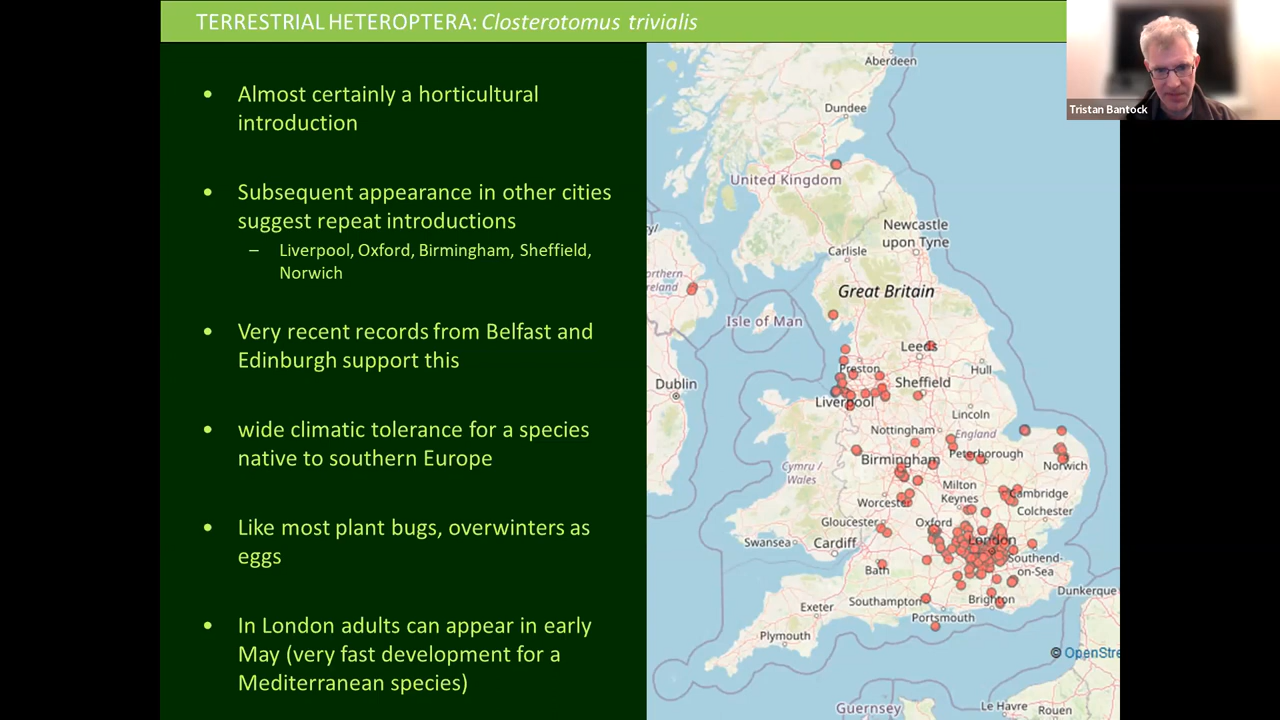 TERRESTRIAL HETEROPTERA: Closterotomus trivialis
Tristan Bantock
• Almost certainly a horticultural
introduction
• Subsequent appearance in other cities
suggest repeat introductions
– Liverpool, Oxford, Birmingham, Sheffield,
Norwich
• Very recent records from Belfast and
Edinburgh support this
• wide climatic tolerance for a species
native to southern Europe
• Like most plant bugs, overwinters as
eggs
• In London adults can appear in early
May (very fast development for a
Mediterranean species)
Aberdeen
Dundee
United Kingdom
Newcastle
upon Tyne
Carlisle
Great Britain
Isle of Man
Leeds
Preston
Hull
Dublin
Sheffield
Liverpool
Lincoln
Nottingham
England
Peterborough
Birmingham
Norwich
Cymru /
Wales
Milton
Keynes
Cambridge
Worcester
Colchester
Gloucester
Oxford
Swansea
Cardiff
London
Southend-
on-Sea
Bath
Dunkerque
Southampton
Brighton
Exeter
Portsmouth
Plymouth
© OpenStre
Guernsey
Le Havre
Rouen